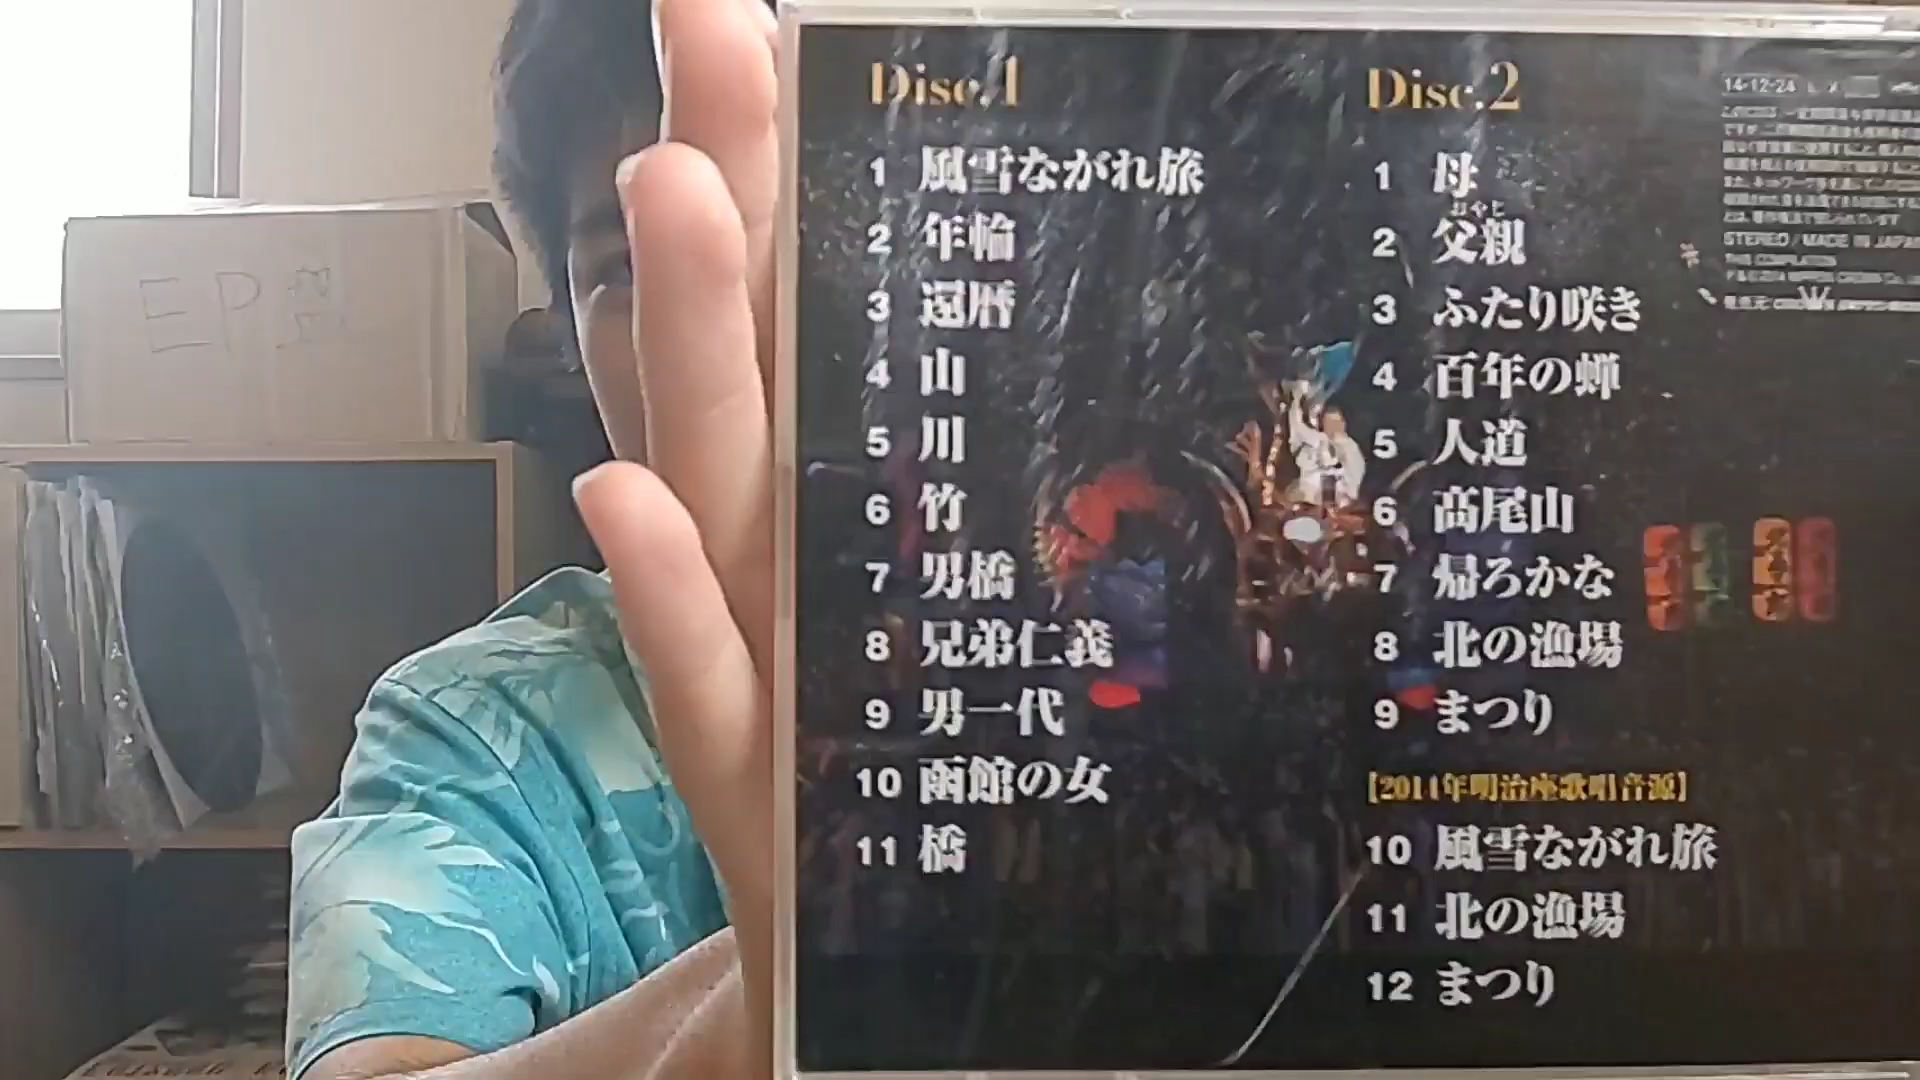 Disc.1
1 風雪ながれ旅
2 年輪
3 還暦
4 山
5 川
6 竹
7 男橋
8 兄弟仁義
9 男一代
10 函館の女
11 橋
Disc.2
1 母
2 父親
おやじ
3 ふたり咲き
4 百年の蝉
5 人道
6 高尾山
7 帰ろかな
8 北の漁場
9 まつり
【2014年明治座歌唱音源】
10 風雪ながれ旅
11 北の漁場
12 まつり
14・12・24
STEREO / MADE IN JAPAN
EP